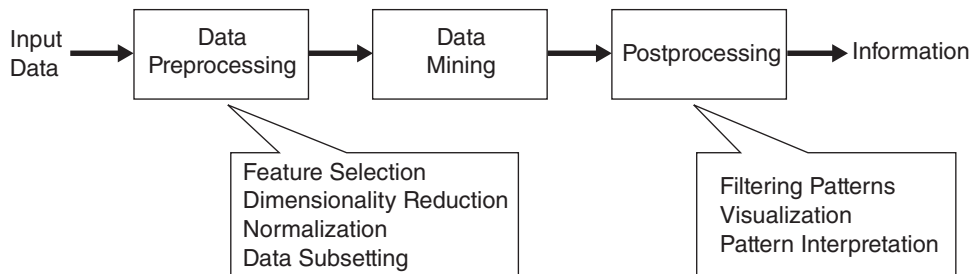 Input
Data
Data
Preprocessing
Data
Mining
Postprocessing
Information
Feature Selection
Dimensionality Reduction
Normalization
Data Subsetting
Filtering Patterns
Visualization
Pattern Interpretation